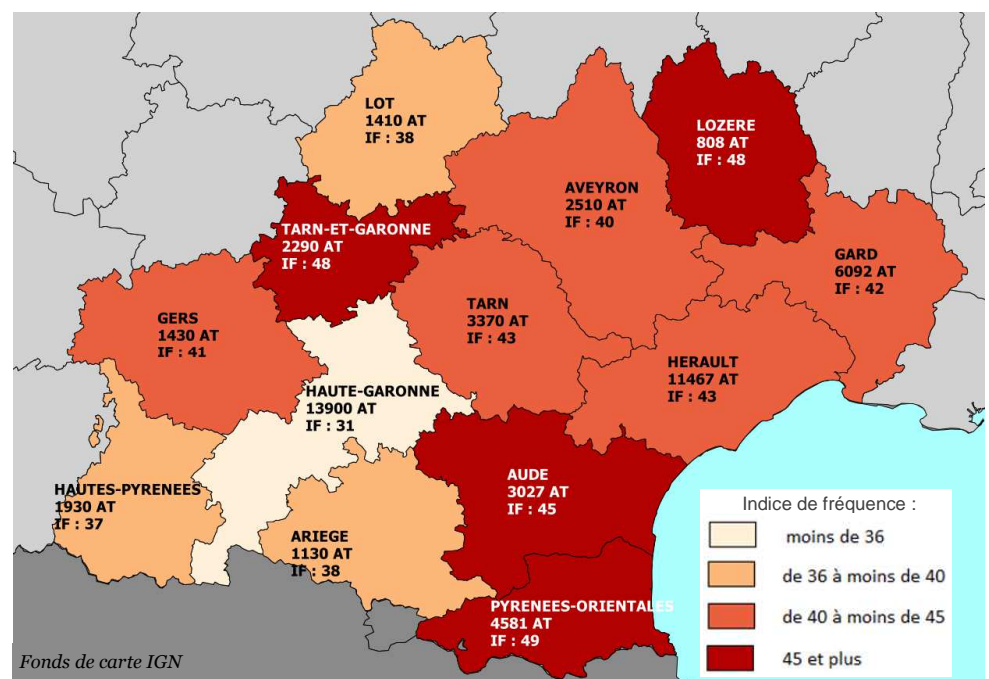 LOT
1410 AT
IF : 38
LOZERE
808 AT
IF : 48
AVEYRON
2510 AT
IF : 40
TARN-ET-GARONNE
2290 AT
IF : 48
GARD
6092 AT
IF : 42
GERS
1430 AT
IF : 41
TARN
3370 AT
IF : 43
HERAULT
11467 AT
IF : 43
HAUTE-GARONNE
13900 AT
IF : 31
HAUTES-PYRENEES
1930 AT
IF : 37
AUDE
3027 AT
IF : 45
ARIEGE
1130 AT
IF : 38
PYRENEES-ORIENTALES
4581 AT
IF : 49
Indice de fréquence :
moins de 36
de 36 à moins de 40
de 40 à moins de 45
45 et plus
Fonds de carte IGN